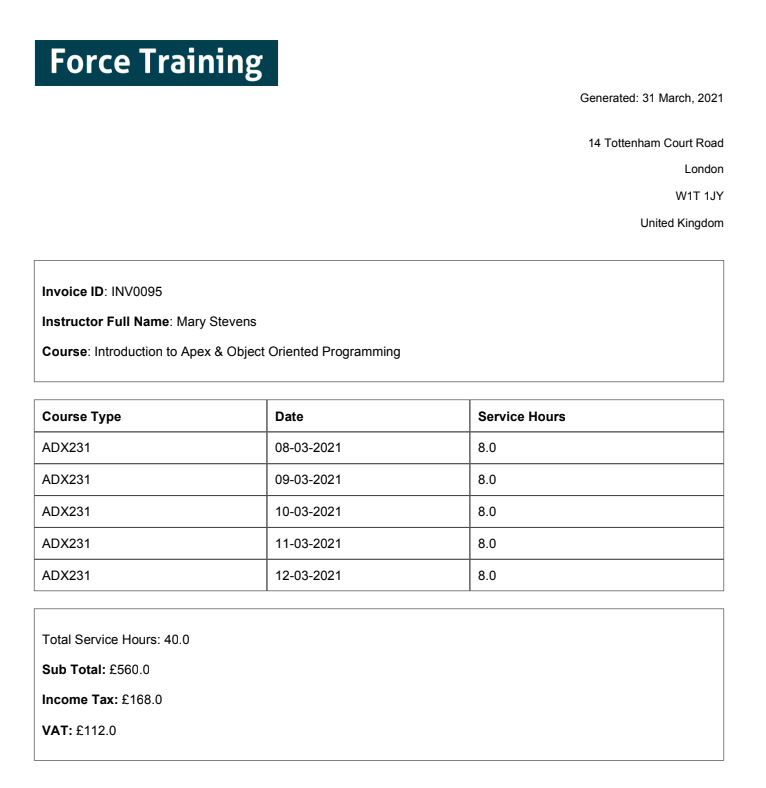 Force Training
Generated: 31 March, 2021
14 Tottenham Court Road
London
W1T 1JY
United Kingdom
Invoice ID: INV0095
Instructor Full Name: Mary Stevens
Course: Introduction to Apex & Object Oriented Programming
Course Type Date Service Hours
ADX231 08-03-2021 8.0
ADX231 09-03-2021 8.0
ADX231 10-03-2021 8.0
ADX231 11-03-2021 8.0
ADX231 12-03-2021 8.0
Total Service Hours: 40.0
Sub Total: £560.0
Income Tax: £168.0
VAT: £112.0